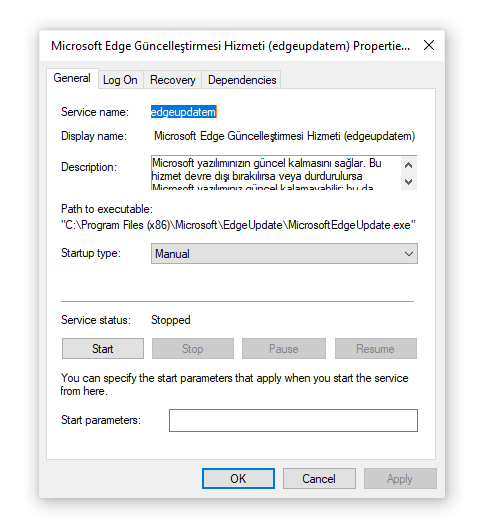 Microsoft Edge Güncelleştirmesi Hizmeti (edgeupdatem) Propertie...
General
Log On
Recovery
Dependencies
Service name:
edgeupdatem
Display name:
Microsoft Edge Güncelleştirmesi Hizmeti (edgeupdatem)
Description:
Microsoft yazılımınızın güncel kalmasını sağlar. Bu
hizmet devre dışı bırakılırsa veya durdurulursa
Microsoft yazılımınız güncel kalamayabilir; bu da
Path to executable:
"C:\Program Files (x86)\Microsoft\EdgeUpdate\MicrosoftEdgeUpdate.exe"
Startup type:
Manual
Service status:
Stopped
Start
Stop
Pause
Resume
You can specify the start parameters that apply when you start the service
from here.
Start parameters:
OK
Cancel
Apply